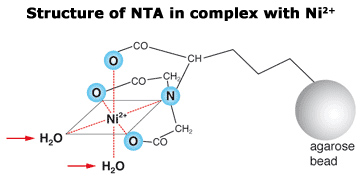 Structure of NTA in complex with Ni²⁺
CO
O
CH
CO
CH₂
O
N
Ni²⁺
CH₂
H₂O
O
CO
H₂O
agarose
bead